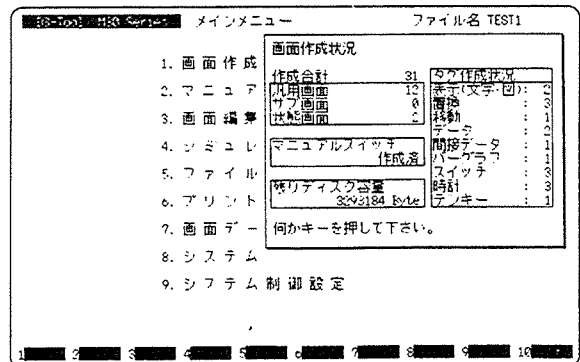 メインメニュー ファイル名 TEST1
1. 画面作成
2. マニュア
3. 画面編集
4. シミュレ
5. ファイル
6. プリント
7. 画面デー
8. システム
9. システム制御設定
画面作成状況
作成合計 31
汎用画面 12
サブ画面 0
状態画面 2
マニュアルスイッチ
作成済
残りディスク容量
3293184 Byte
タグ作成状況
表示(文字・図): 2
置換 : 3
移動 : 1
データ : 2
間接データ : 1
バーグラフ : 1
スイッチ : 3
時計 : 3
テンキー : 1
何かキーを押して下さい。
1 2 3 4 5 6 7 8 9 10